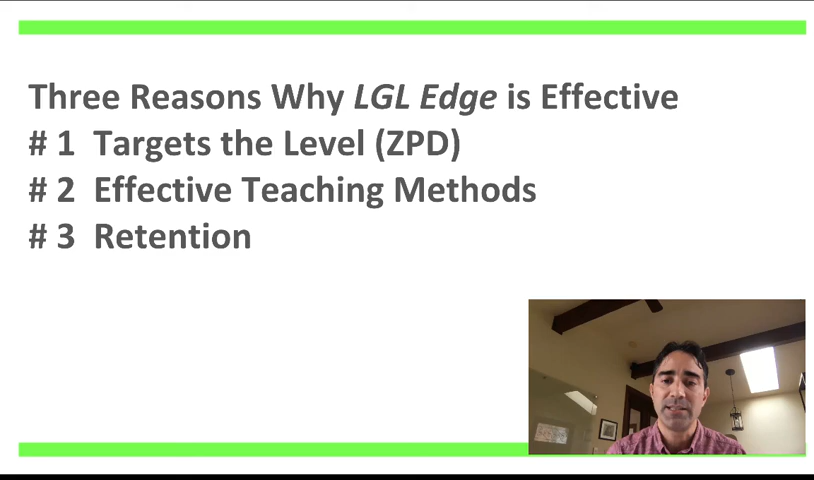 Three Reasons Why LGL Edge is Effective
# 1 Targets the Level (ZPD)
# 2 Effective Teaching Methods
# 3 Retention